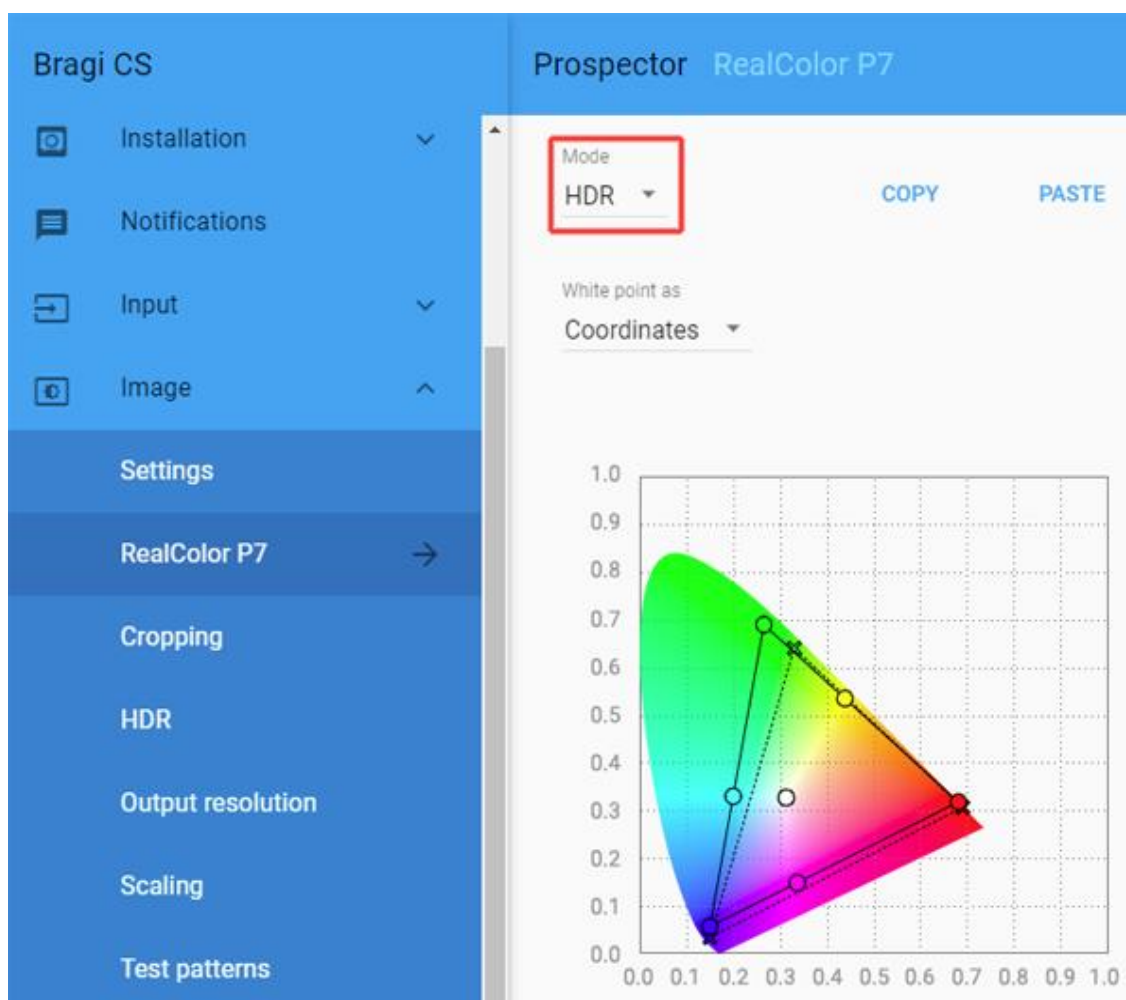 Bragi CS
Installation
Notifications
Input
Image
Settings
RealColor P7
Cropping
HDR
Output resolution
Scaling
Test patterns
Prospector RealColor P7
Mode
HDR
COPY PASTE
White point as
Coordinates
1.0
0.9
0.8
0.7
0.6
0.5
0.4
0.3
0.2
0.1
0.0
0.0 0.1 0.2 0.3 0.4 0.5 0.6 0.7 0.8 0.9 1.0